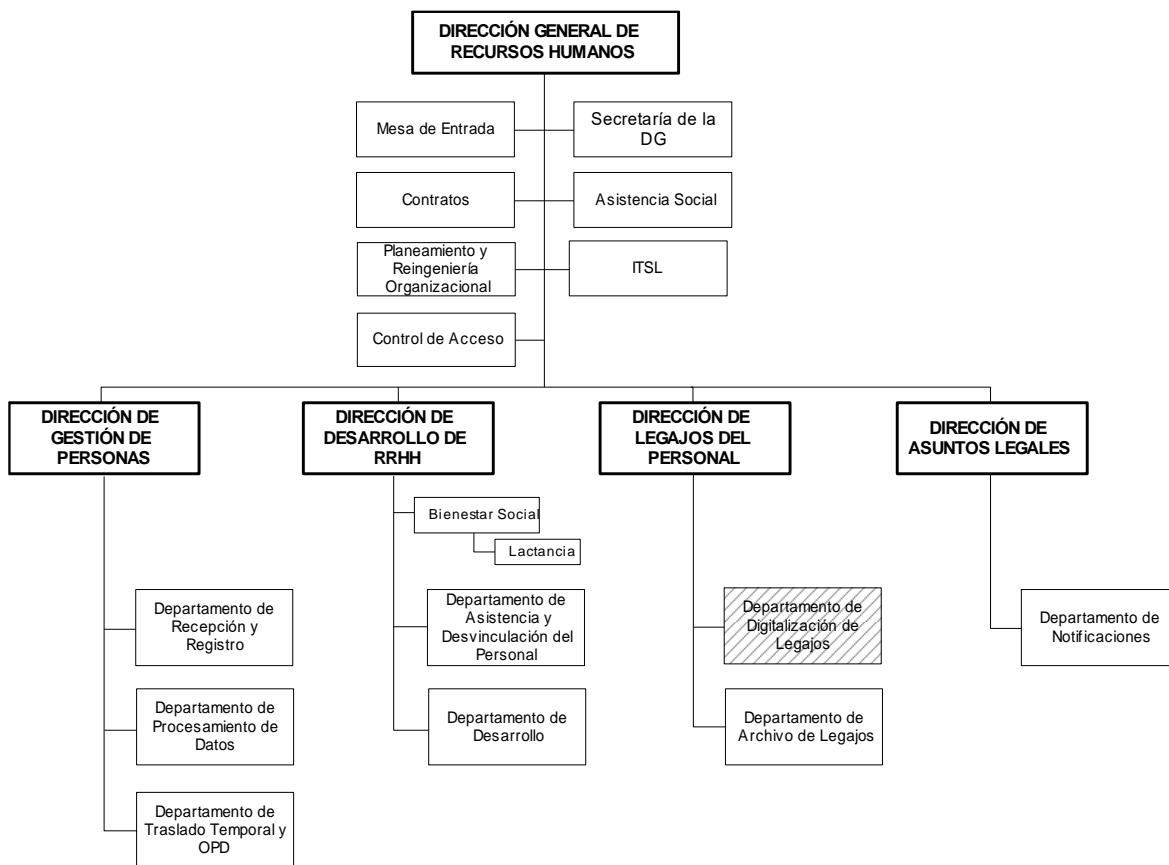 DIRECCIÓN GENERAL DE
RECURSOS HUMANOS
Mesa de Entrada
Secretaría de la
DG
Contratos
Asistencia Social
Planeamiento y
Reingeniería
Organizacional
ITSL
Control de Acceso
DIRECCIÓN DE
GESTIÓN DE
PERSONAS
DIRECCIÓN DE
DESARROLLO DE
RRHH
DIRECCIÓN DE
LEGAJOS DEL
PERSONAL
DIRECCIÓN DE
ASUNTOS LEGALES
Bienestar Social
Lactancia
Departamento de
Recepción y
Registro
Departamento de
Asistencia y
Desvinculación del
Personal
Departamento de
Digitalización de
Legajos
Departamento de
Notificaciones
Departamento de
Procesamiento de
Datos
Departamento de
Desarrollo
Departamento de
Archivo de Legajos
Departamento de
Traslado Temporal y
OPD